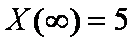 X(∞) = 5